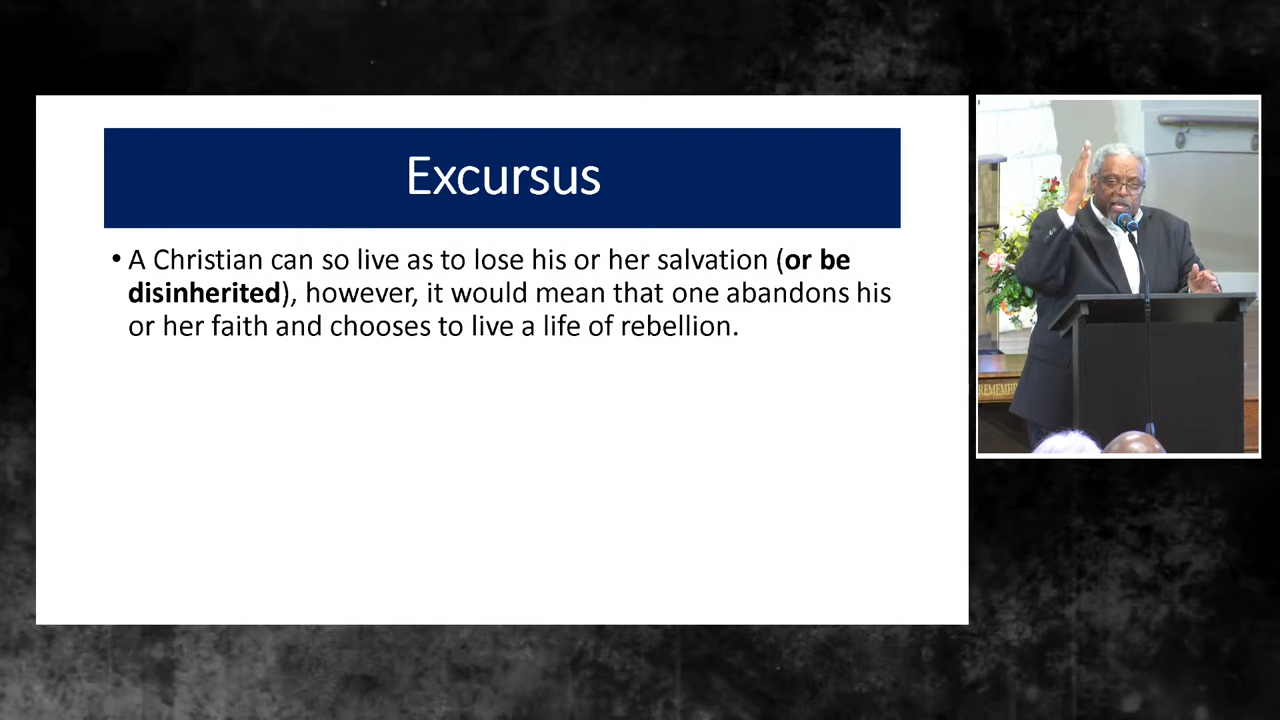 Excursus
• A Christian can so live as to lose his or her salvation (or be
disinherited), however, it would mean that one abandons his
or her faith and chooses to live a life of rebellion.
REMEMB